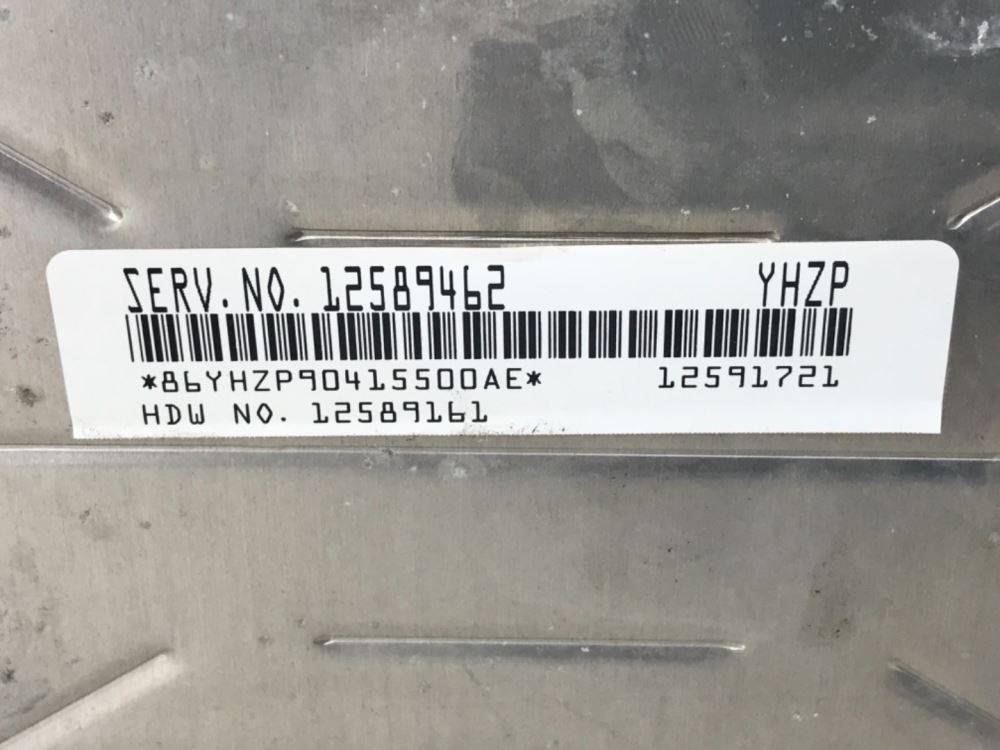 SERV. NO. 12589462 YHZP
*86YHZP90415500AE* 12591721
HDW NO. 12589161